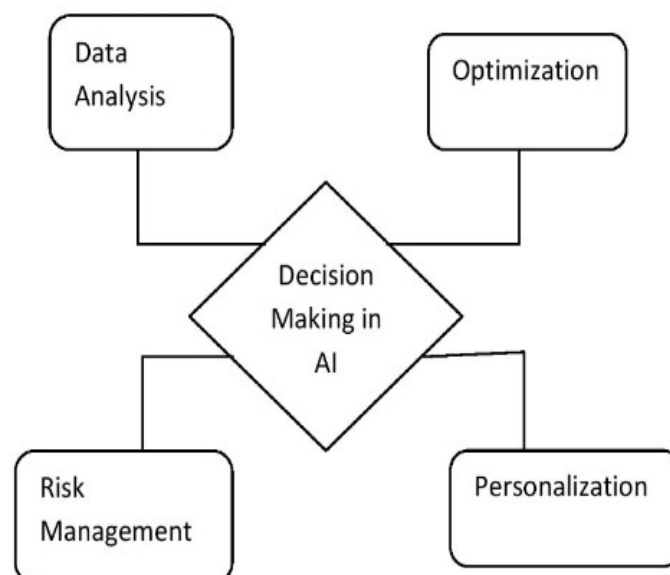 Data
Analysis
Optimization
Decision
Making in
AI
Risk
Management
Personalization